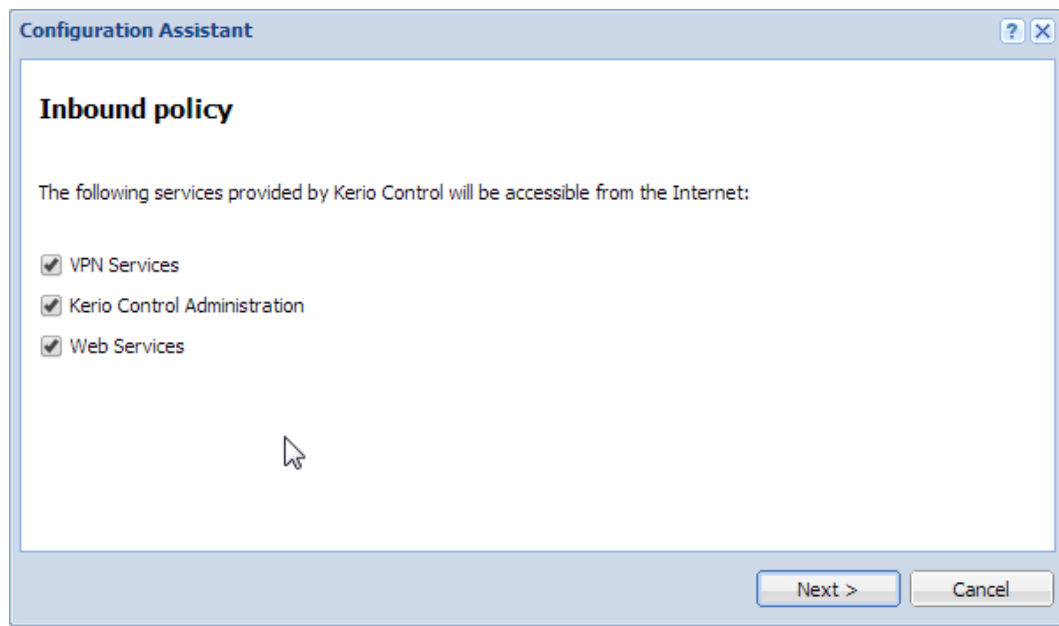 Configuration Assistant
?
Inbound policy
The following services provided by Kerio Control will be accessible from the Internet:
VPN Services
Kerio Control Administration
Web Services
Next >
Cancel